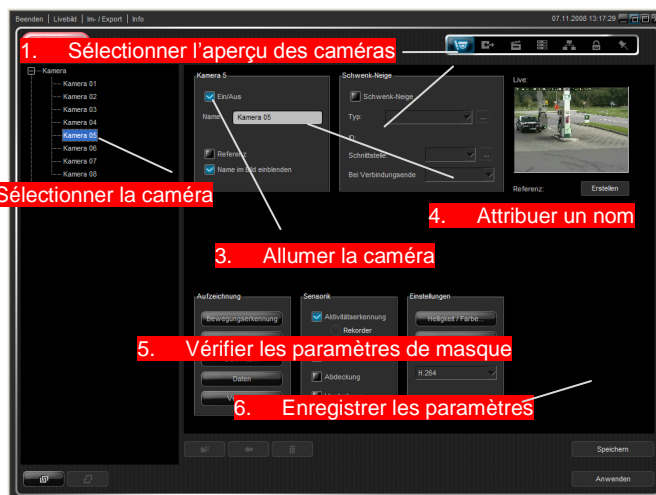 Beenden | Livebild | Im- / Export | Info
07.11.2008 13:17:29
1. Sélectionner l'aperçu des caméras
Kamera
Kamera 01
Kamera 02
Kamera 03
Kamera 04
Kamera 05
Kamera 06
Kamera 07
Kamera 08
Sélectionner la caméra
Kamera 5
Ein/Aus
Name: Kamera 05
Referenz
Name im Bild einblenden
Schwenk-Neige
Schwenk-Neige
Typ:
ID:
Schnittstelle
Bei Verbindungsende
Live:
Referenz:
Erstellen
4. Attribuer un nom
3. Allumer la caméra
Aufzeichnung
Bewegungserkennung
Daten
Sensorik
Aktivitätserkennung
Rekorder
Abdeckung
Einstellungen
Helligkeit / Farbe...
H.264
5. Vérifier les paramètres de masque
6. Enregistrer les paramètres
Speichern
Anwenden